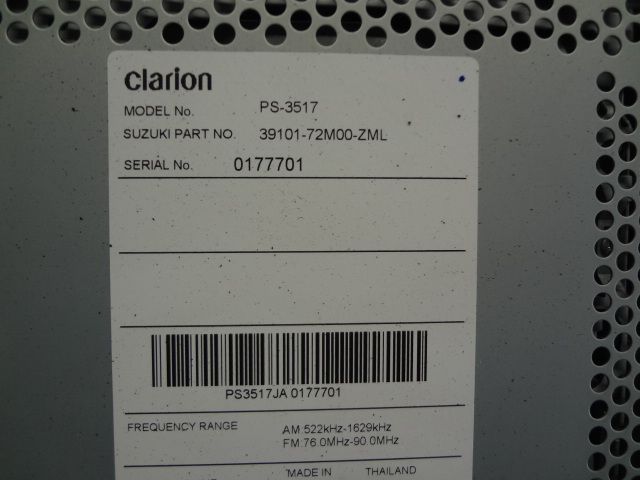 clarion
MODEL No. PS-3517
SUZUKI PART NO. 39101-72M00-ZML
SERIAL No. 0177701
PS3517JA 0177701
FREQUENCY RANGE AM:522kHz-1629kHz
FM:76.0MHz-90.0MHz
MADE IN THAILAND